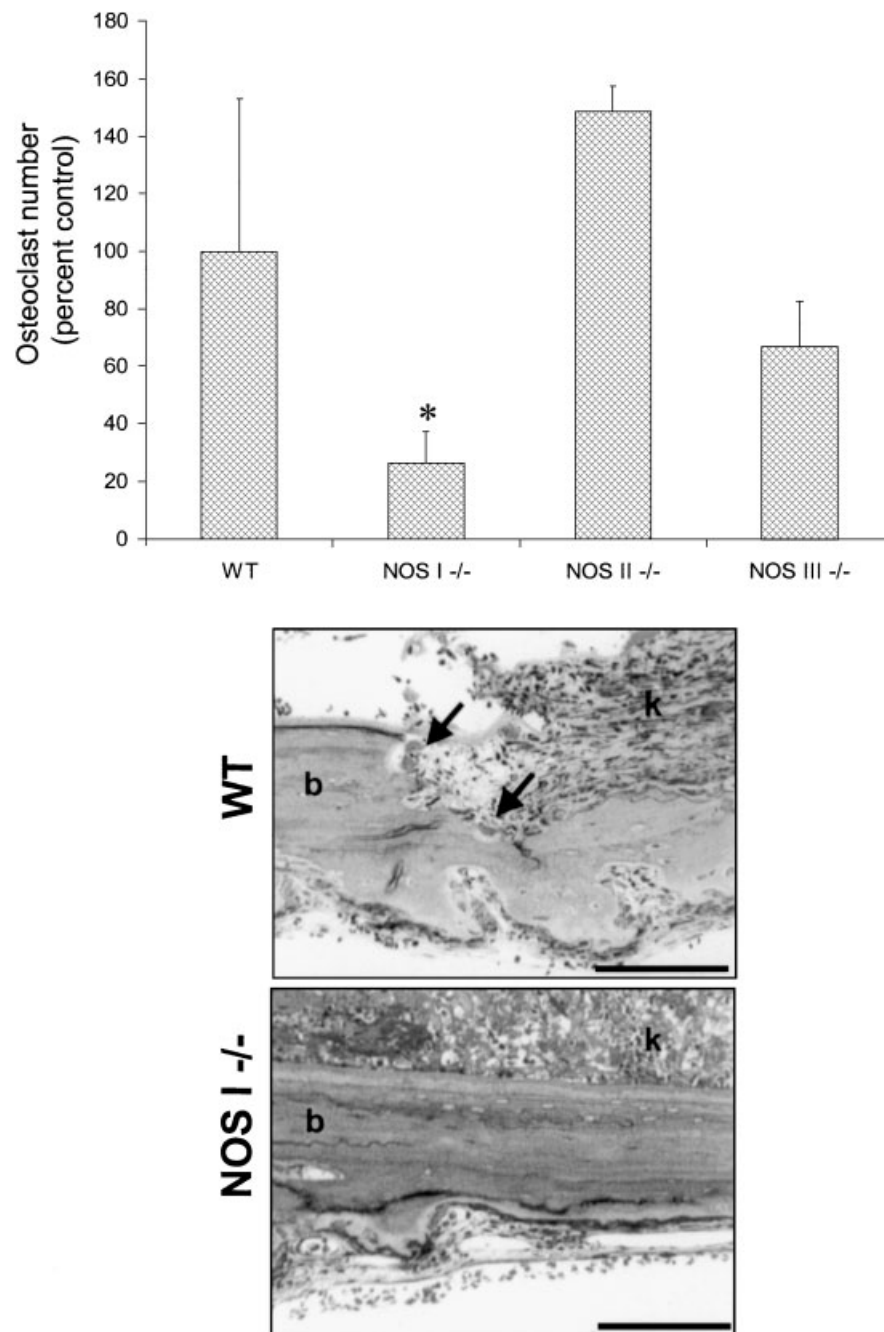 180
160
140
120
100
80
60
40
20
0
Osteoclast number
(percent control)
*
WT
NOS I -/-
NOS II -/-
NOS III -/-
WT
b
k
NOS I -/-
b
k